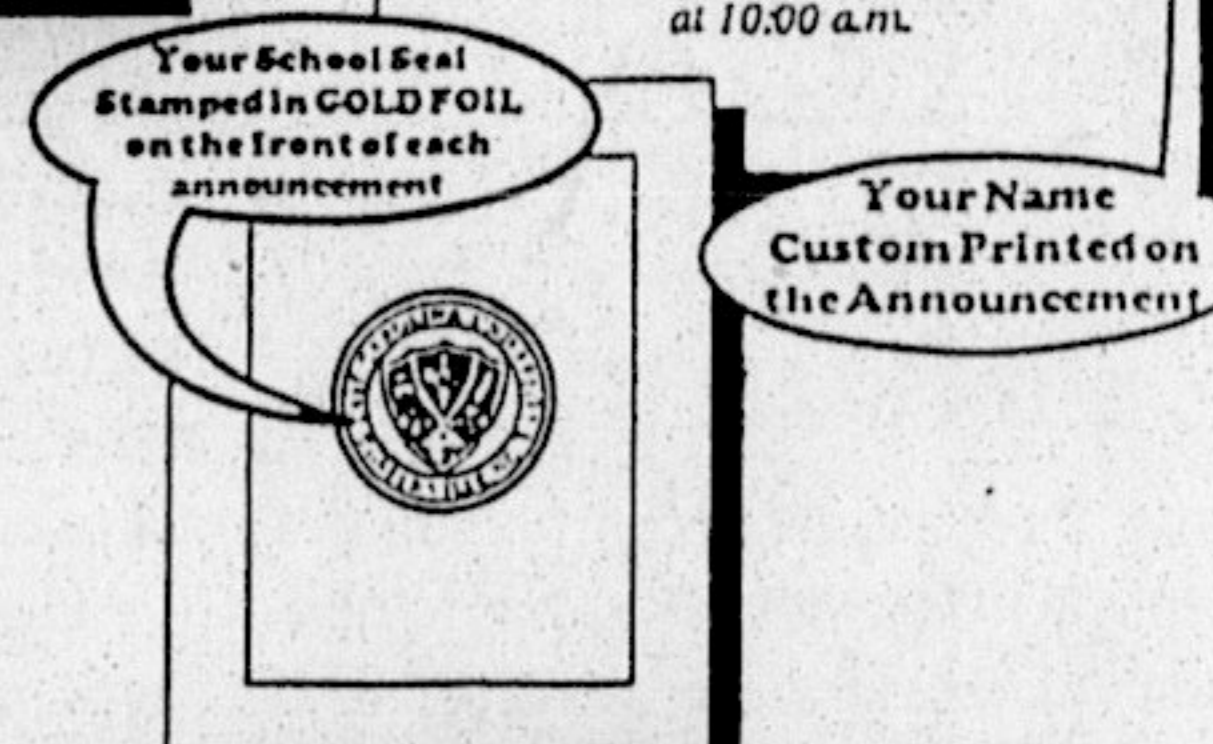 at 10:00 a.m.
Your School Seal
Stamped in GOLD FOIL
on the front of each
announcement
Your Name
Custom Printed on
the Announcement